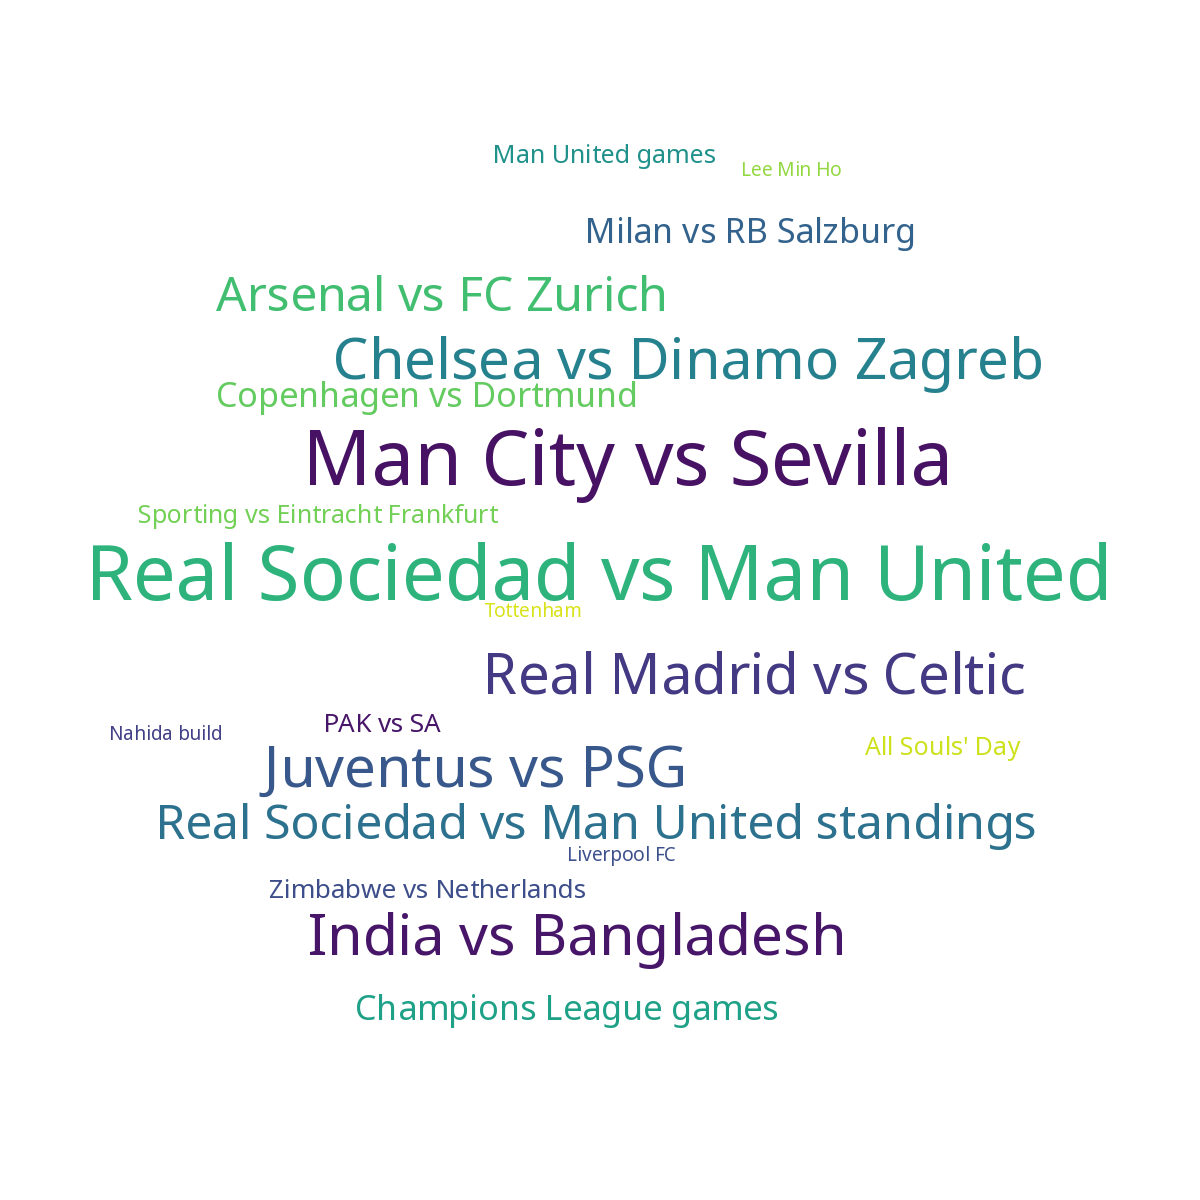 Man United games
Lee Min Ho
Milan vs RB Salzburg
Arsenal vs FC Zurich
Chelsea vs Dinamo Zagreb
Copenhagen vs Dortmund
Man City vs Sevilla
Sporting vs Eintracht Frankfurt
Real Sociedad vs Man United
Tottenham
Real Madrid vs Celtic
PAK vs SA
Nahida build
All Souls' Day
Juventus vs PSG
Real Sociedad vs Man United standings
Liverpool FC
Zimbabwe vs Netherlands
India vs Bangladesh
Champions League games